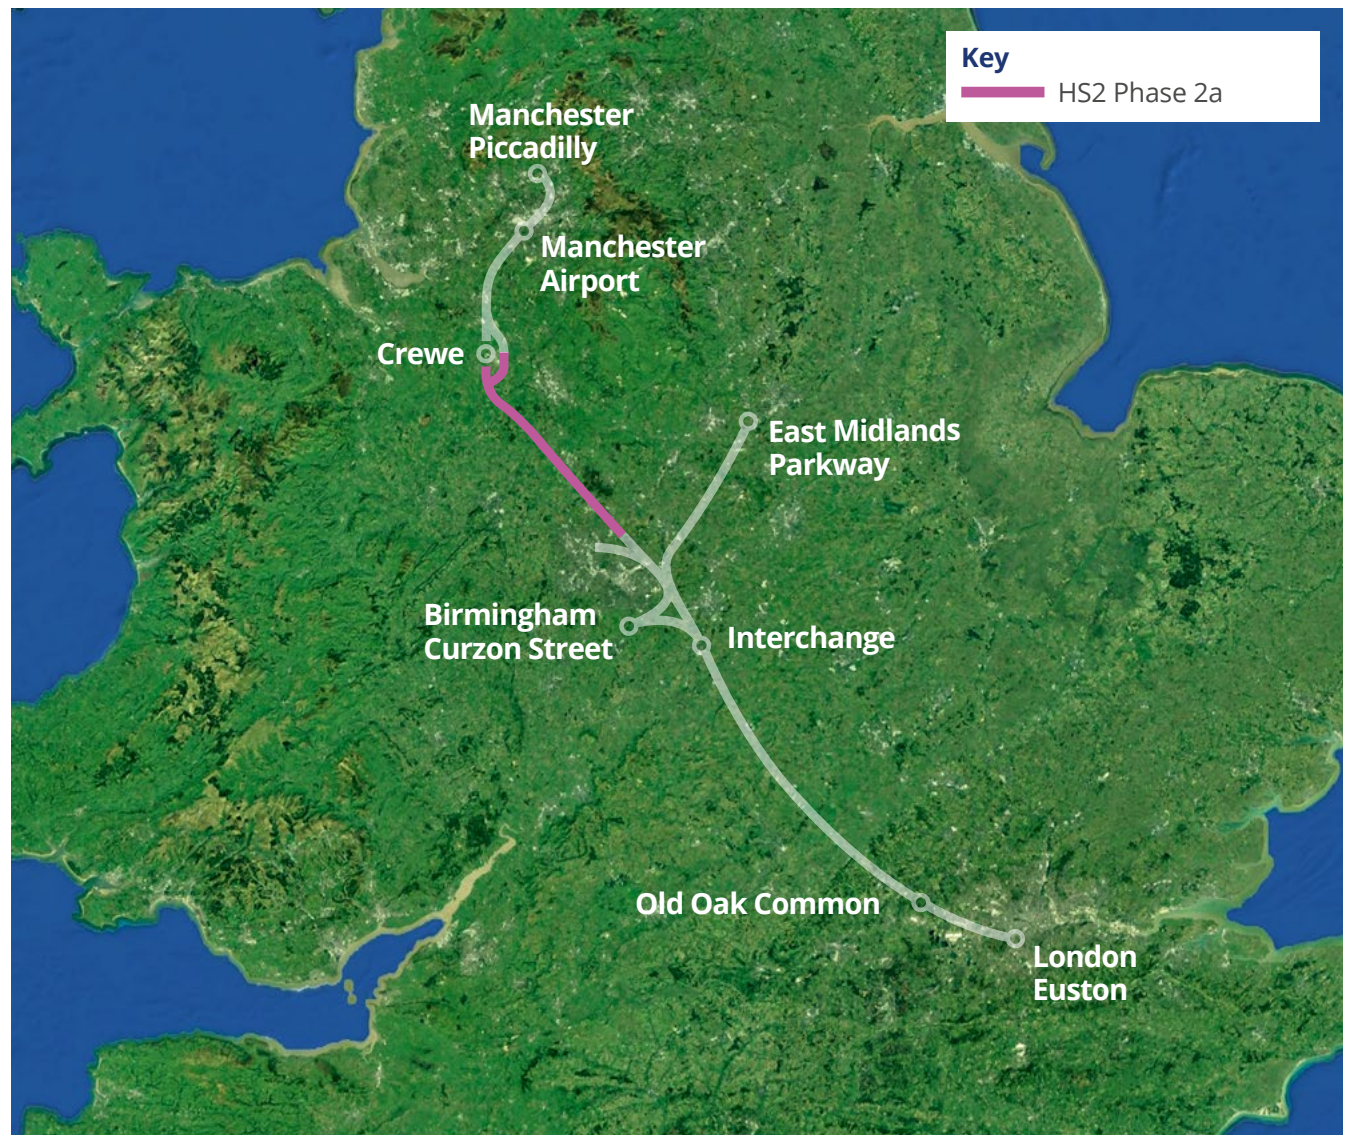 Key
HS2 Phase 2a
Manchester
Piccadilly
Manchester
Airport
Crewe
East Midlands
Parkway
Birmingham
Curzon Street
Interchange
Old Oak Common
London
Euston